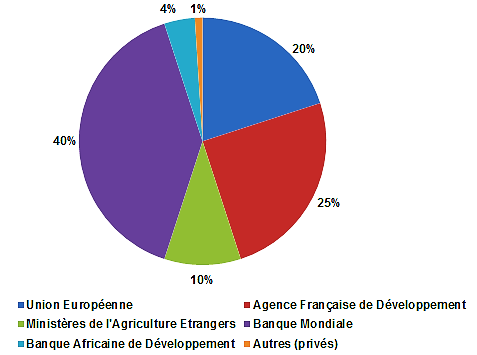 4% 1%
20%
40%
25%
10%
Union Européenne Agence Française de Développement
Ministères de l'Agriculture Etrangers Banque Mondiale
Banque Africaine de Développement Autres (privés)